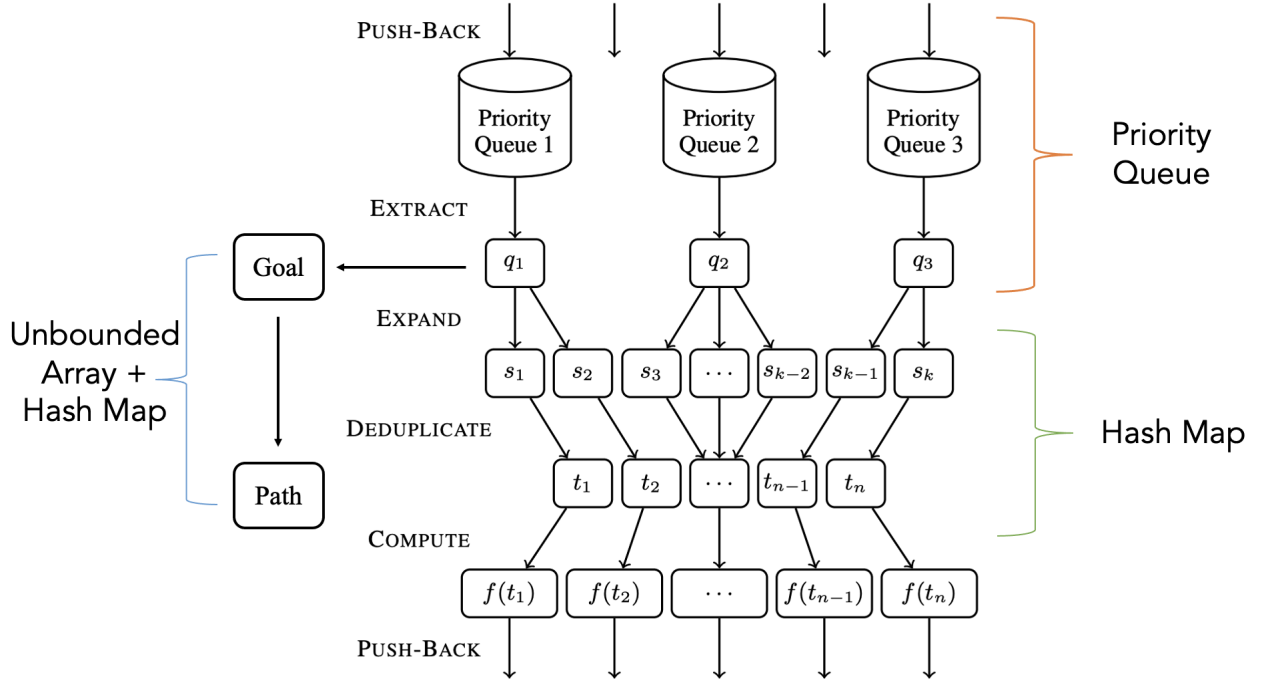 PUSH-BACK
Priority
Queue 1
Priority
Queue 2
Priority
Queue 3
Priority
Queue
EXTRACT
Goal
q₁
q₂
q₃
EXPAND
Unbounded
Array +
Hash Map
s₁
s₂
s₃
···
sₖ₋₂
sₖ₋₁
sₖ
DEDUPLICATE
Hash Map
Path
t₁
t₂
···
tₙ₋₁
tₙ
COMPUTE
f(t₁)
f(t₂)
···
f(tₙ₋₁)
f(tₙ)
PUSH-BACK